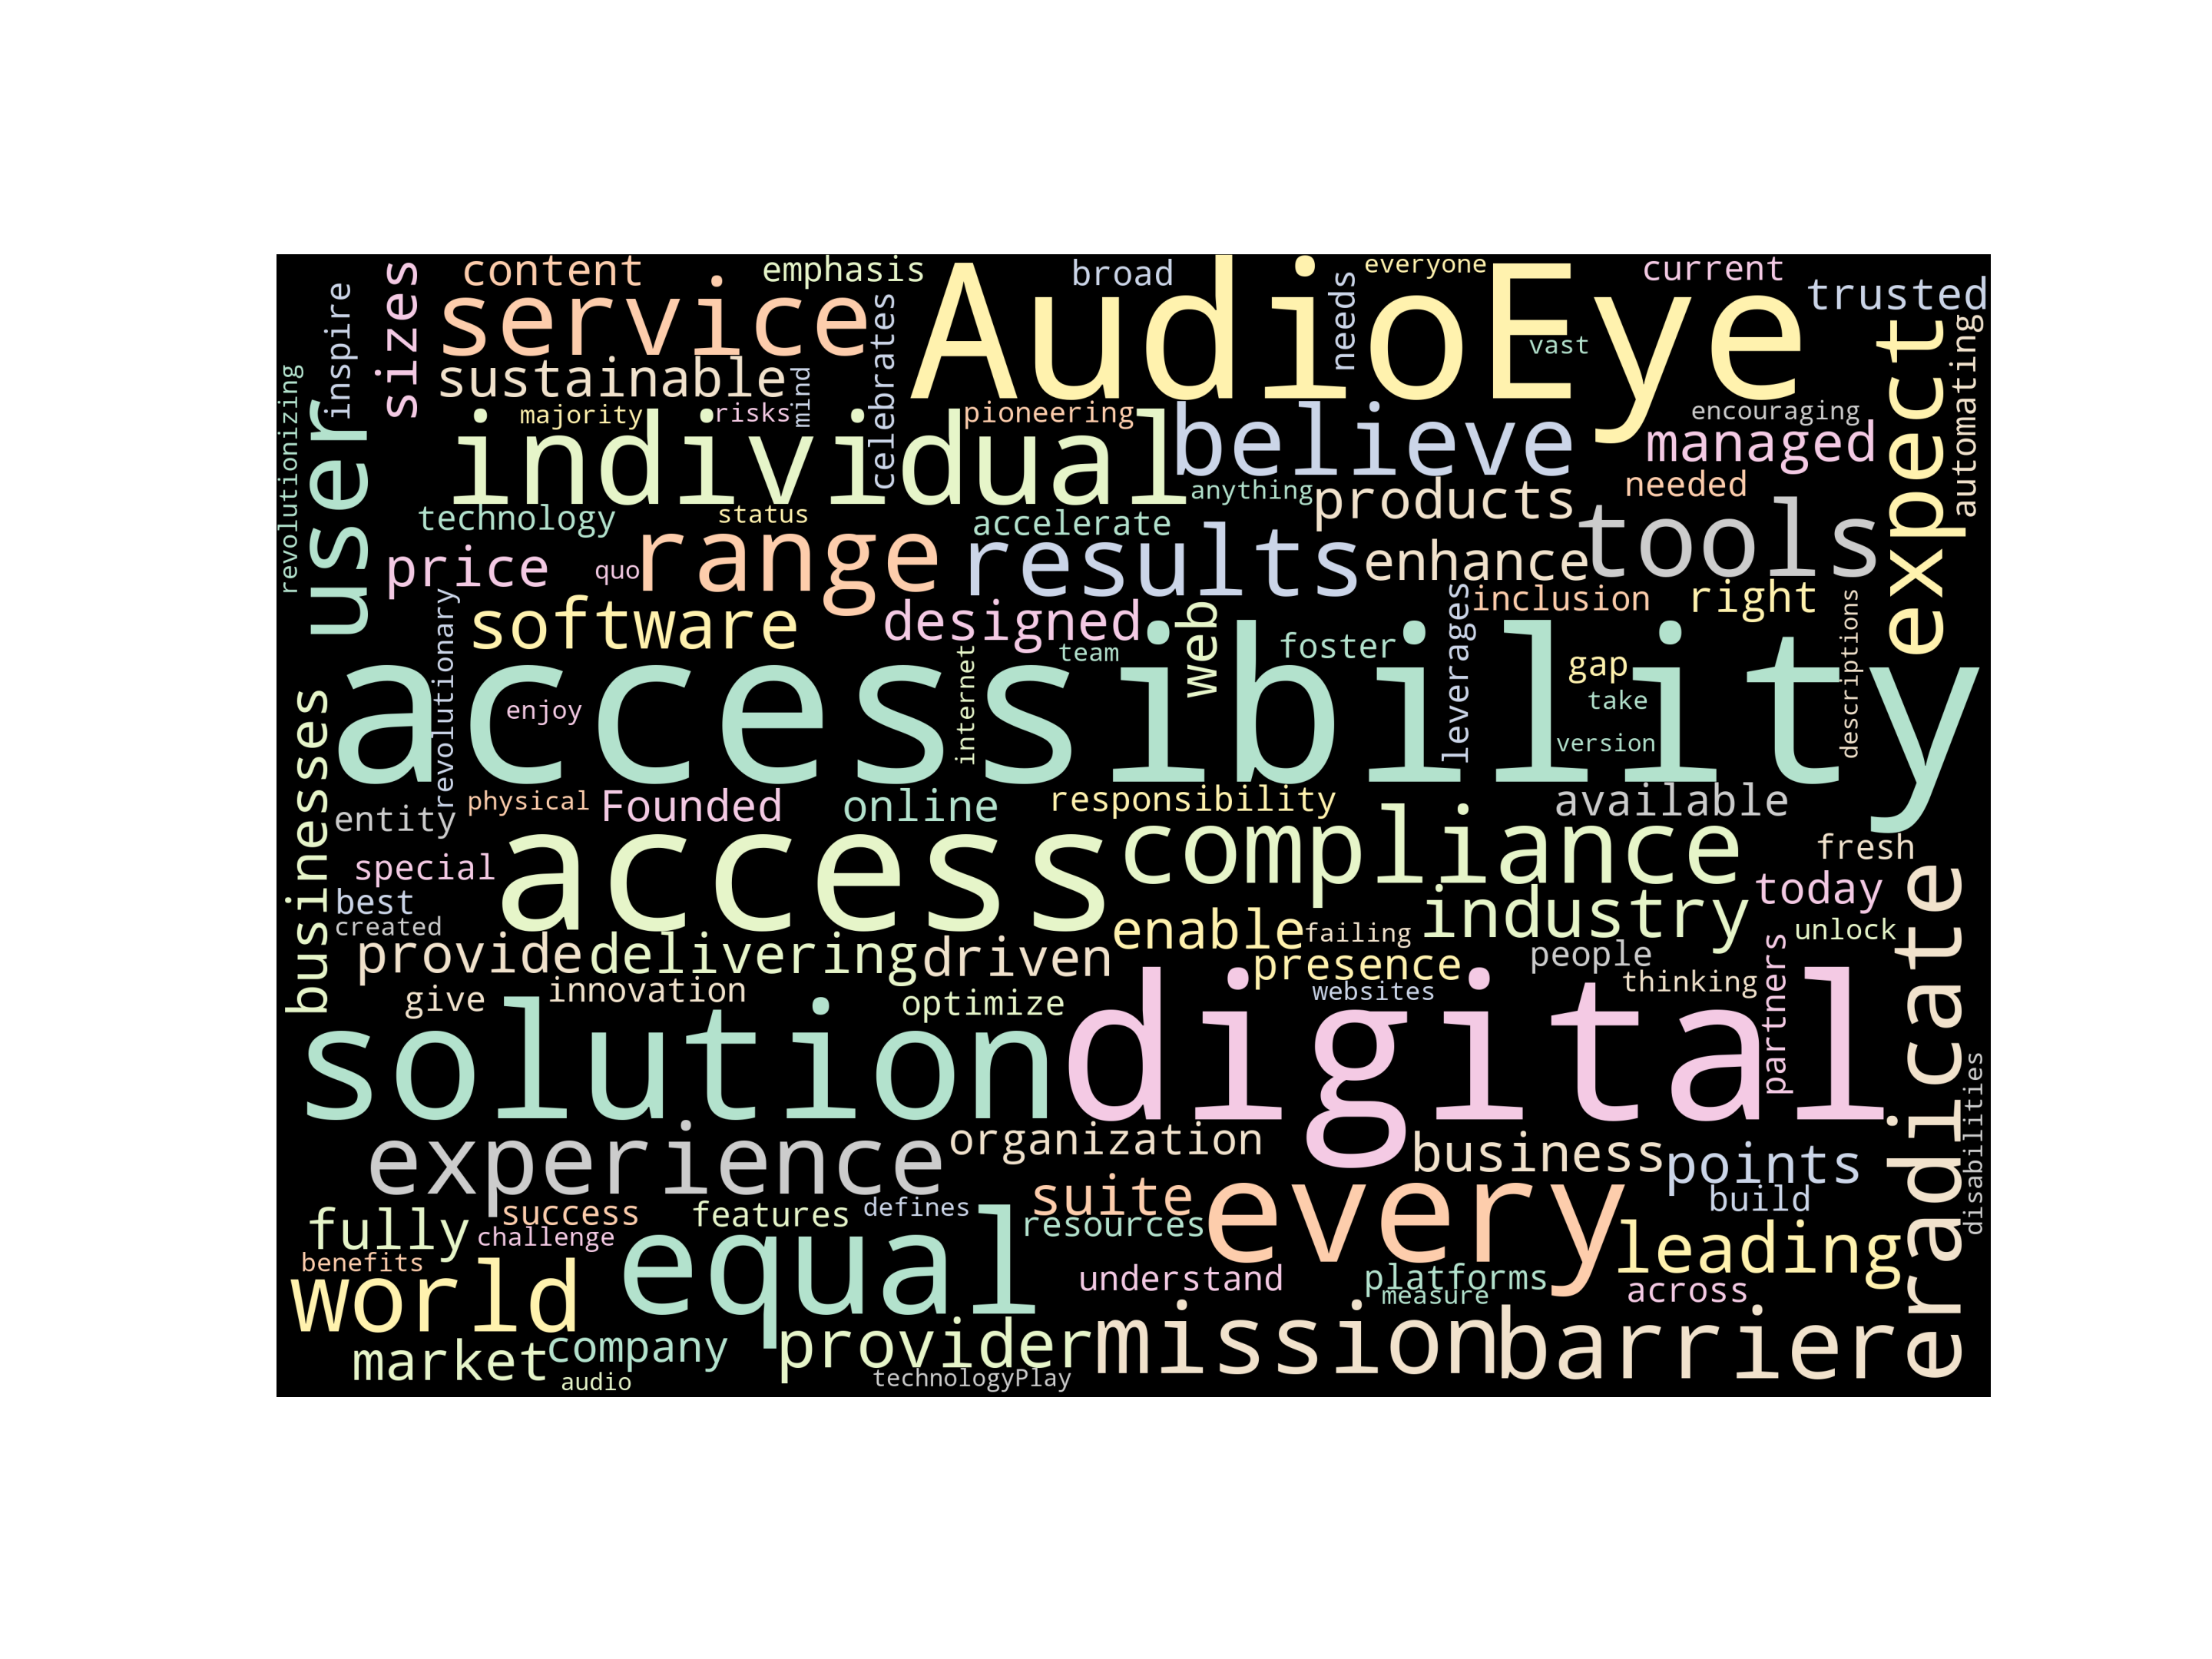 content
emphasis
broad
everyone
current
trusted
service
AudioEye
sizes
inspire
needs
vast
celebrates
sustainable
mind
expect
automating
revolutionizing
user
majority
risks
pioneering
encouraging
individual
believe
managed
anything
products
needed
technology
status
accelerate
tools
price
quo
range
results
enhance
inclusion
right
software
designed
web
leverages
descriptions
revolutionary
team
foster
internet
gap
accessibility
enjoy
take
version
businesses
physical
Founded
online
responsibility
available
entity
access
compliance
fresh
special
today
best
created
industry
eradicate
enable
failing
unlock
provide
delivering
driven
presence
people
partners
give
innovation
optimize
websites
thinking
solution
digital
disabilities
experience
organization
business
points
suite
every
build
fully
success
features
defines
resources
challenge
equal
leading
benefits
understand
platforms
measure
across
world
market
company
provider
mission
barrier
audio
technologyPlay